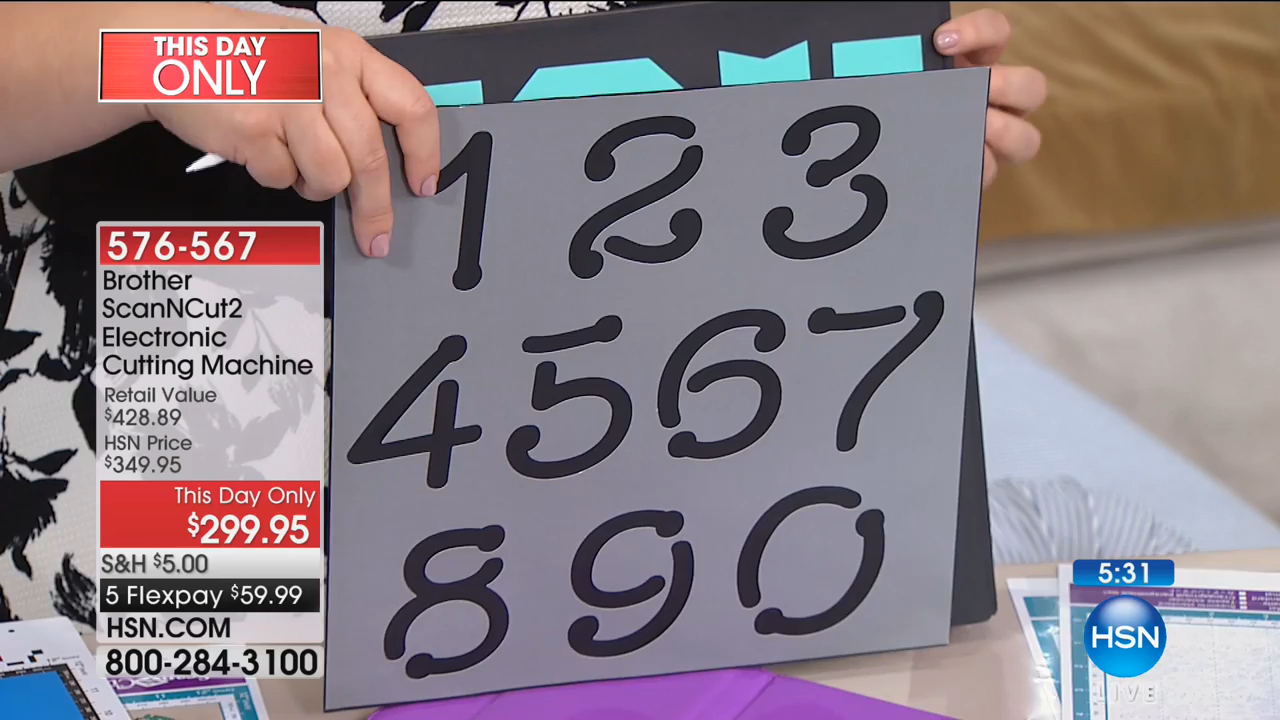 THIS DAY
ONLY
576-567
Brother
ScanNCut2
Electronic
Cutting Machine
Retail Value
$428.89
HSN Price
$349.95
This Day Only
$299.95
S&H $5.00
5 Flexpay $59.99
HSN.COM
800-284-3100
1 2 3
4 5 6 7
8 9 0
5:31
HSN
LIVE